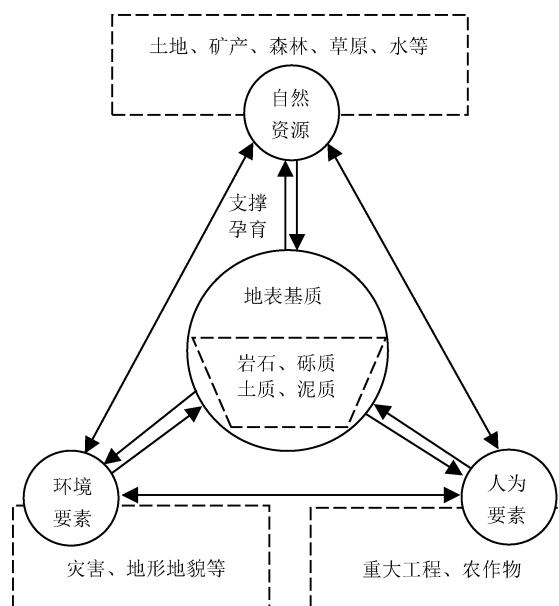 土地、矿产、森林、草原、水等
自然
资源
支撑
孕育
地表基质
岩石、砾质
土质、泥质
环境
要素
人为
要素
灾害、地形地貌等
重大工程、农作物